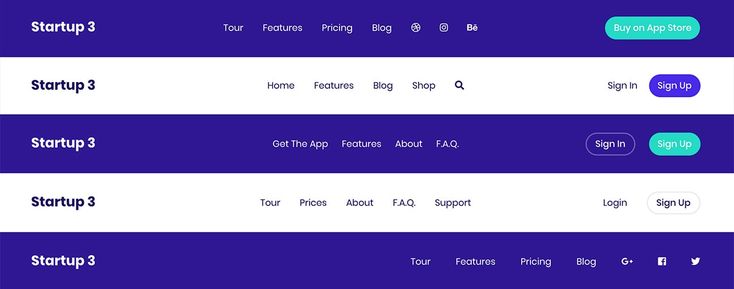 Startup 3 Tour Features Pricing Blog Bē Buy on App Store
Startup 3 Home Features Blog Shop Sign In Sign Up
Startup 3 Get The App Features About F.A.Q. Sign In Sign Up
Startup 3 Tour Prices About F.A.Q. Support Login Sign Up
Startup 3 Tour Features Pricing Blog G+